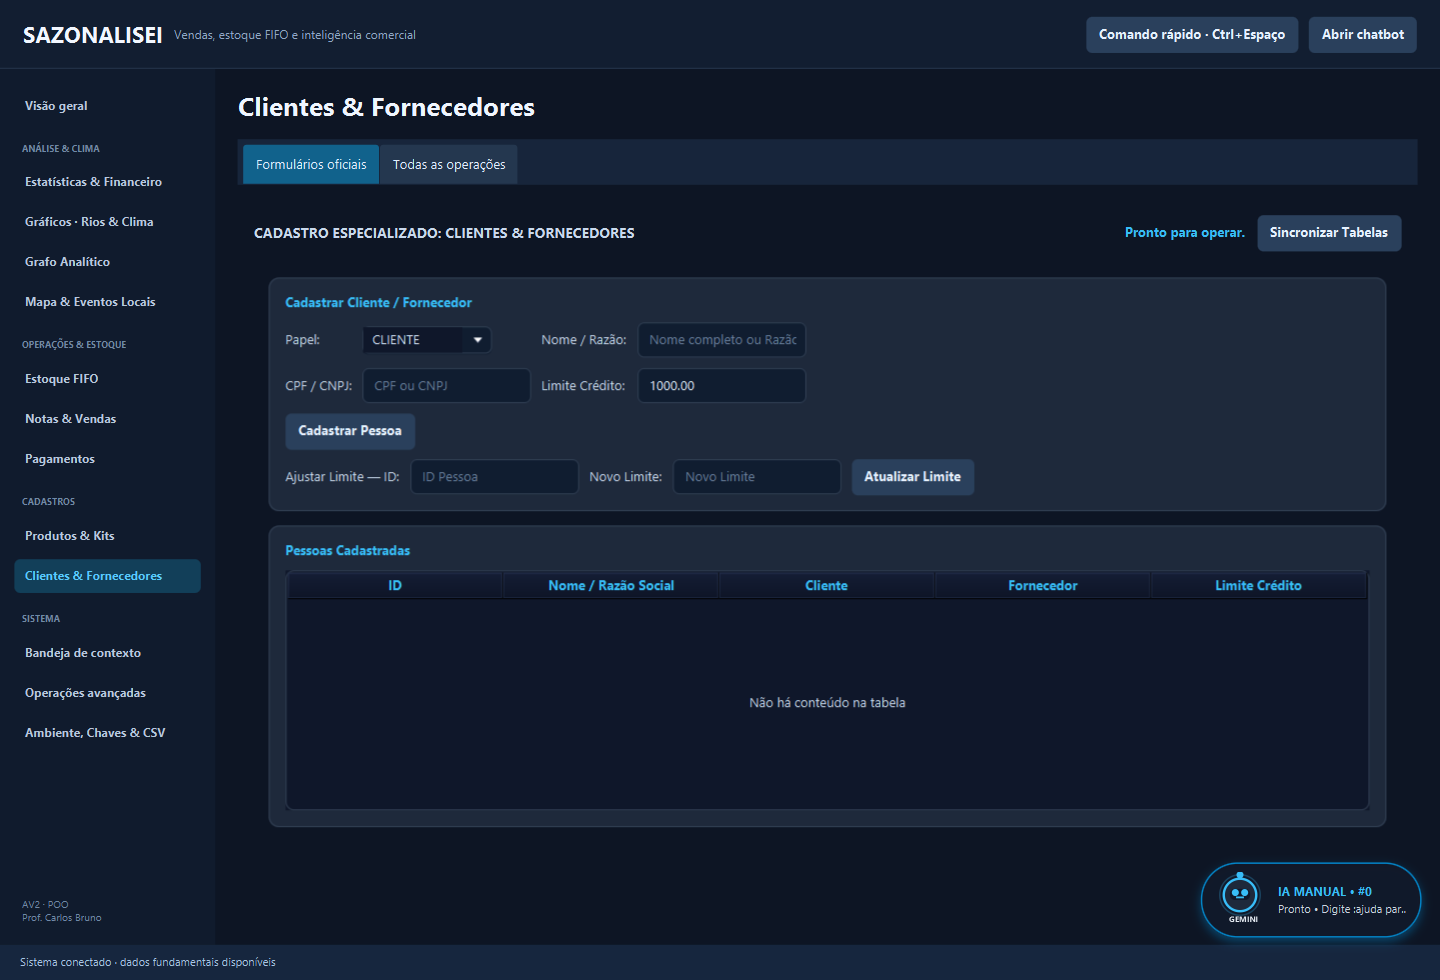 SAZONALISEI Vendas, estoque FIFO e inteligência comercial
Comando rápido · Ctrl+Espaço
Abrir chatbot
Visão geral
ANÁLISE & CLIMA
Estatísticas & Financeiro
Gráficos · Rios & Clima
Grafo Analítico
Mapa & Eventos Locais
OPERAÇÕES & ESTOQUE
Estoque FIFO
Notas & Vendas
Pagamentos
CADASTROS
Produtos & Kits
Clientes & Fornecedores
SISTEMA
Bandeja de contexto
Operações avançadas
Ambiente, Chaves & CSV
AV2 · POO
Prof. Carlos Bruno
Clientes & Fornecedores
Formulários oficiais
Todas as operações
CADASTRO ESPECIALIZADO: CLIENTES & FORNECEDORES
Pronto para operar.
Sincronizar Tabelas
Cadastrar Cliente / Fornecedor
Papel: CLIENTE Nome / Razão: Nome completo ou Razão
CPF / CNPJ: CPF ou CNPJ Limite Crédito: 1000.00
Cadastrar Pessoa
Ajustar Limite — ID: ID Pessoa Novo Limite: Novo Limite Atualizar Limite
Pessoas Cadastradas
ID Nome / Razão Social Cliente Fornecedor Limite Crédito
Não há conteúdo na tabela
GEMINI
IA MANUAL • #0
Pronto • Digite :ajuda par..
Sistema conectado · dados fundamentais disponíveis